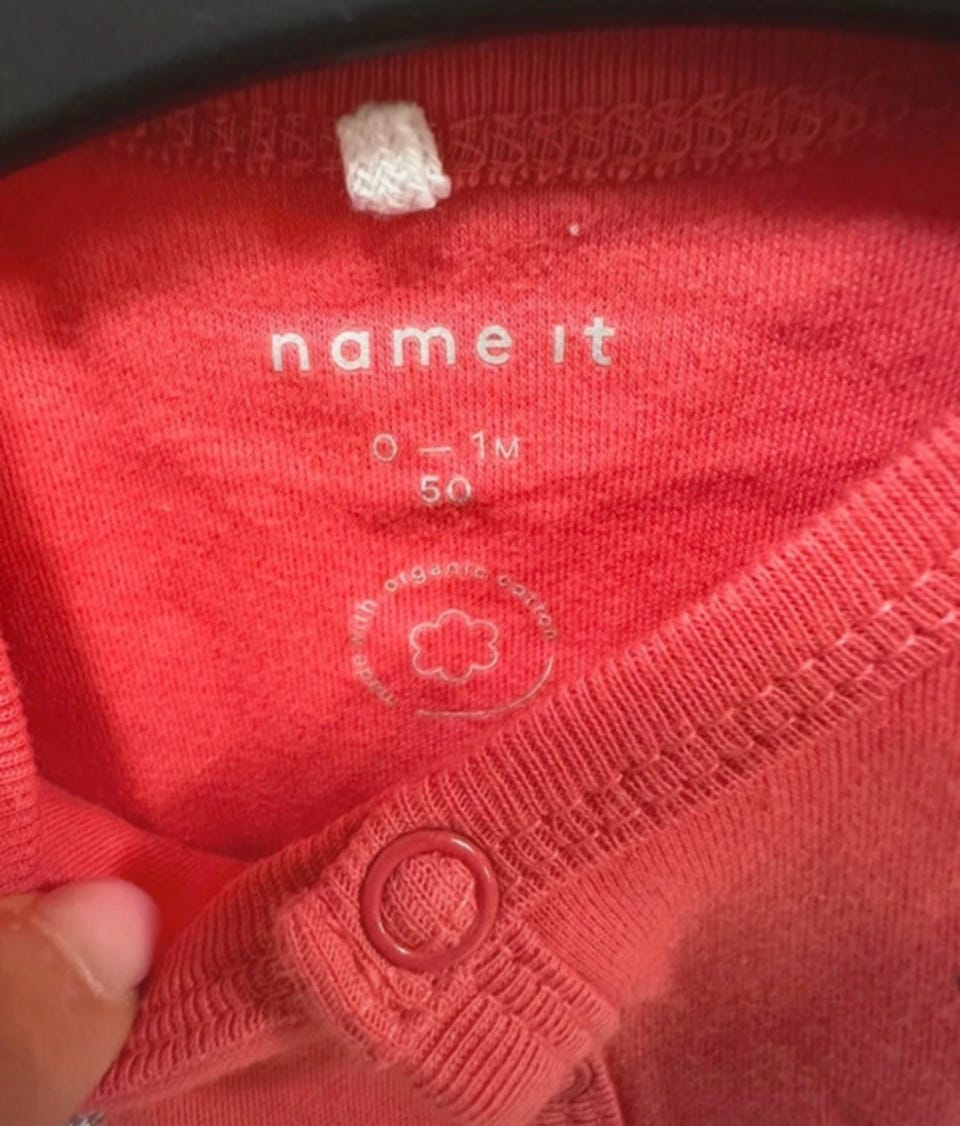 name it
0 – 1M
50
made with organic cotton